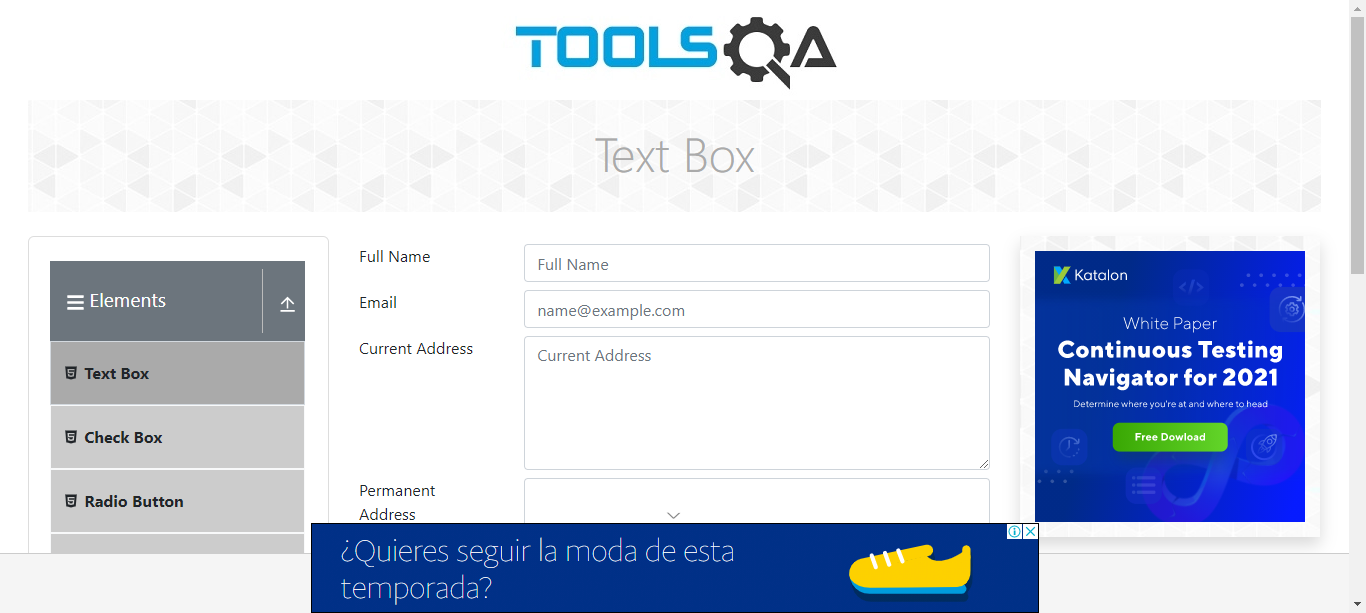 TOOLSQA
Text Box
Elements
Text Box
Check Box
Radio Button
Full Name
Full Name
Email
name@example.com
Current Address
Current Address
Permanent
Address
Katalon
White Paper
Continuous Testing
Navigator for 2021
Determine where you're at and where to head
Free Dowload
¿Quieres seguir la moda de esta
temporada?